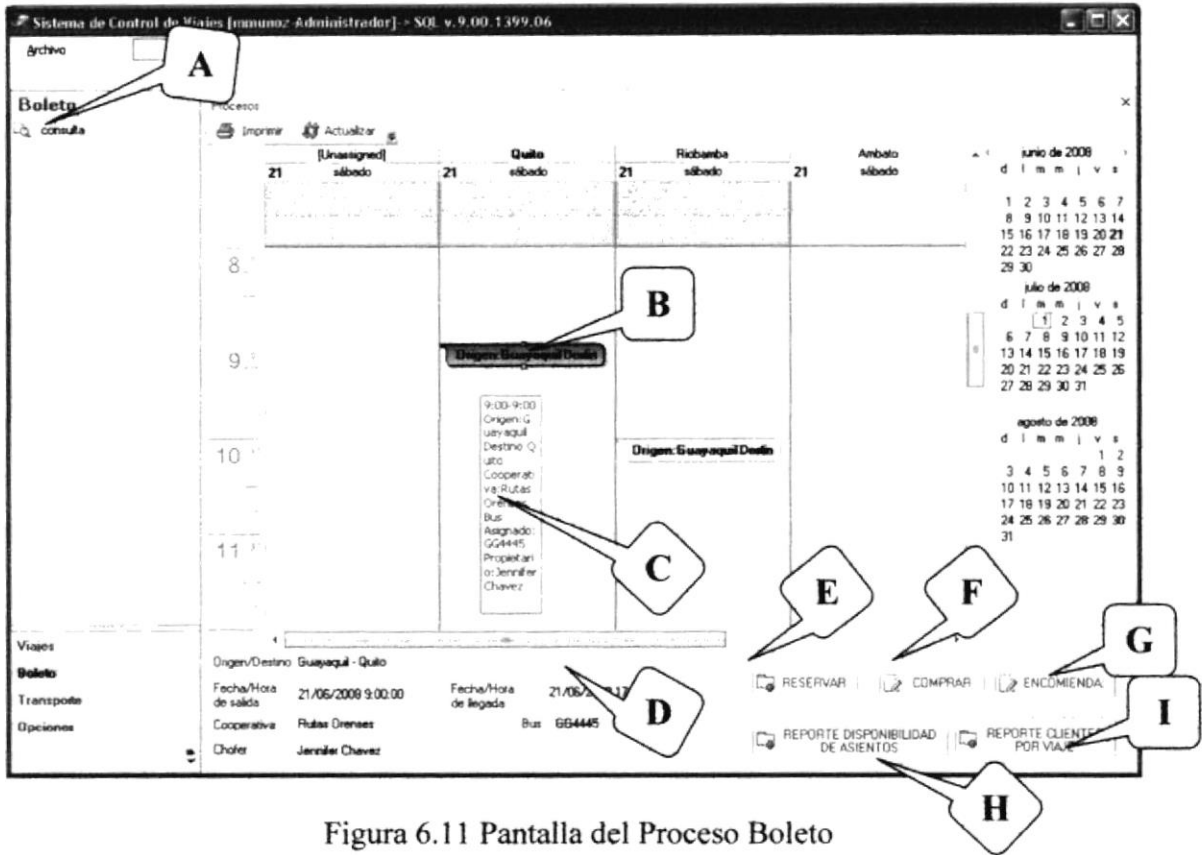 Sistema de Control de Viajes [mmunoz-Administrador]-> SQL v.9.00.1399.06
Archivo
A
Boleto
consulta
Procesos
Imprimir Actualizar
[Unassigned] Quito Riobamba Ambato
21 sábado 21 sábado 21 sábado 21 sábado
junio de 2008
d l m m j v s
1 2 3 4 5 6 7
8 9 10 11 12 13 14
15 16 17 18 19 20 21
22 23 24 25 26 27 28
29 30
julio de 2008
d l m m j v s
1 2 3 4 5
6 7 8 9 10 11 12
13 14 15 16 17 18 19
20 21 22 23 24 25 26
27 28 29 30 31
agosto de 2008
d l m m j v s
1 2
3 4 5 6 7 8 9
10 11 12 13 14 15 16
17 18 19 20 21 22 23
24 25 26 27 28 29 30
31
8
B
9
Origen:Guayaquil Destin
9:00-9:00
Origen:G
uayaquil
Destino:Q
uito
Cooperati
va:Rutas
Orenses
Bus
Asignado:
GG4445
Propietari
o:Jennifer
Chavez
10
Origen:Guayaquil Destin
11
C
E
F
G
Viajes
Boleto
Transporte
Opciones
Origen/Destino Guayaquil - Quito
Fecha/Hora de salida 21/06/2008 9:00:00
Fecha/Hora de llegada
D
Cooperativa Rutas Orenses
Bus GG4445
Chofer Jennifer Chavez
RESERVAR COMPRAR ENCOMIENDA
I
REPORTE DISPONIBILIDAD
DE ASIENTOS
REPORTE CLIENTES
POR VIAJE
H
Figura 6.11 Pantalla del Proceso Boleto